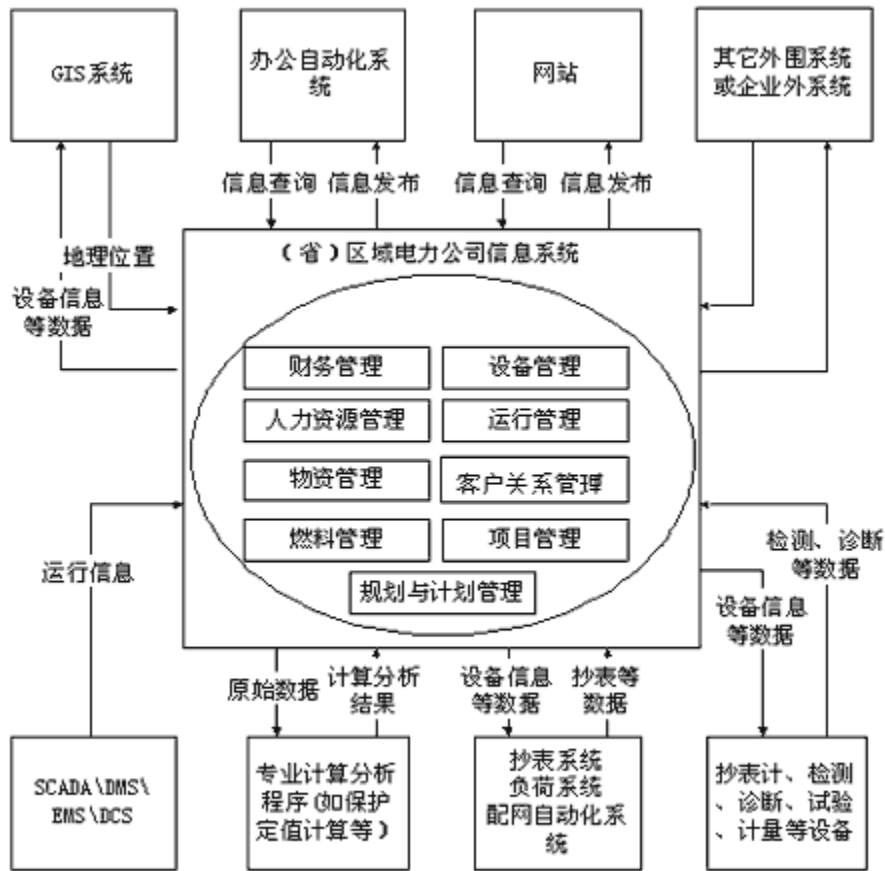 GIS系统
办公自动化系
统
网站
其它外围系统
或企业外系统
信息查询
信息发布
信息查询
信息发布
地理位置
设备信息
等数据
（省）区域电力公司信息系统
财务管理
设备管理
人力资源管理
运行管理
物资管理
客户关系管理
燃料管理
项目管理
规划与计划管理
运行信息
检测、诊断
等数据
设备信息
等数据
原始数据
计算分析
结果
设备信息
等数据
抄表等
数据
SCADA\DMS\
EMS\DCS
专业计算分析
程序（如保护
定值计算等）
抄表系统
负荷系统
配网自动化系
统
抄表计、检测
、诊断、试验
、计量等设备